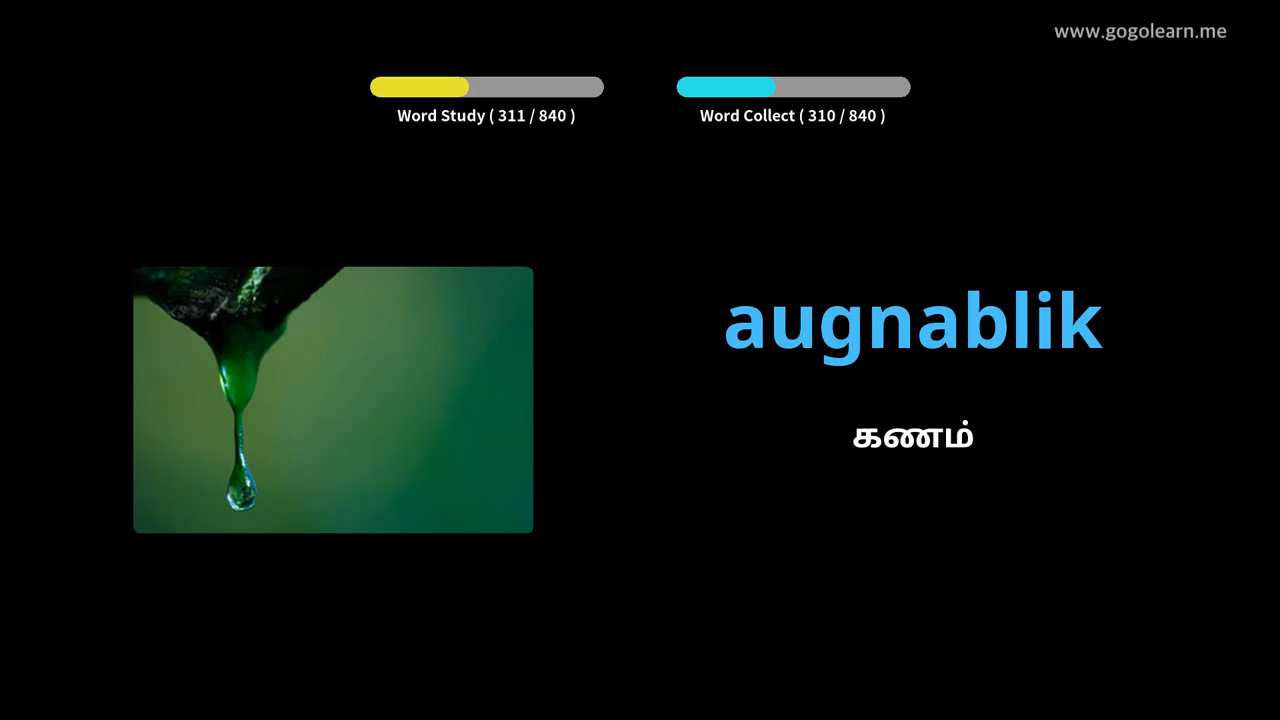 www.gogolearn.me
Word Study ( 311 / 840 )
Word Collect ( 310 / 840 )
augnablik
கணம்